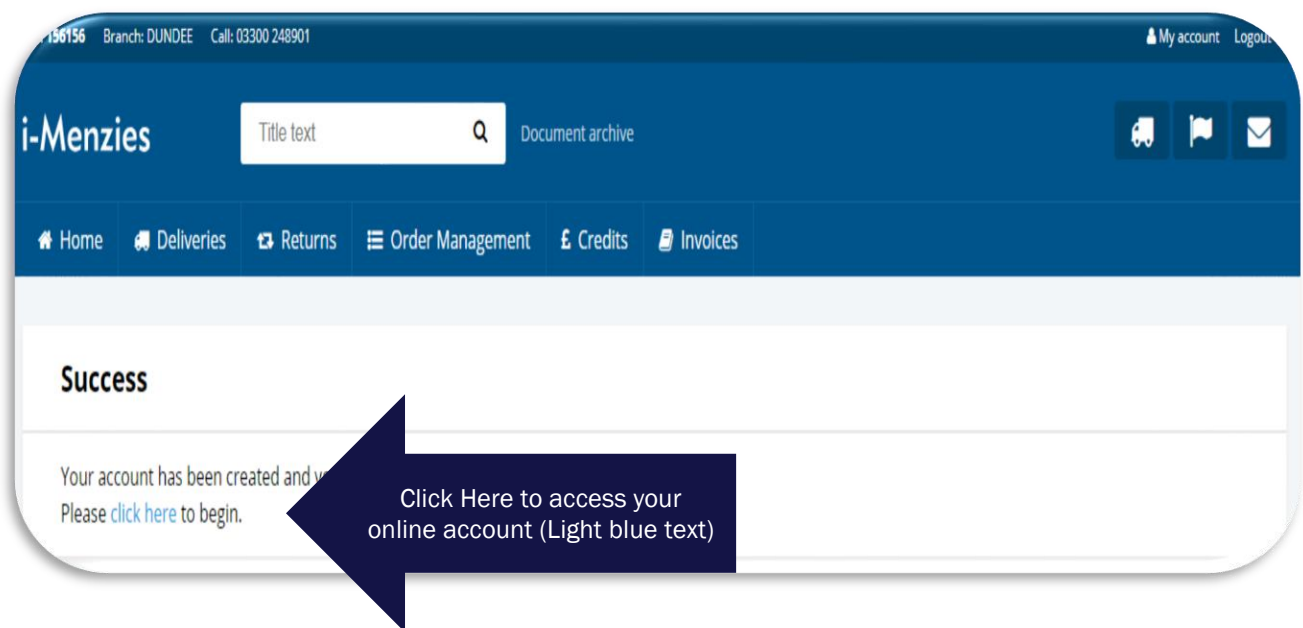 156156 Branch: DUNDEE Call: 03300 248901 My account Logout
i-Menzies Title text Document archive
Home Deliveries Returns Order Management £ Credits Invoices
Success
Your account has been created and
Please click here to begin.
Click Here to access your
online account (Light blue text)